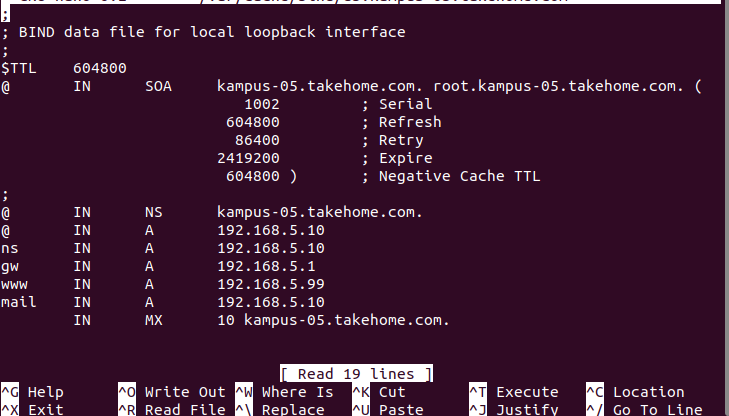 ;
; BIND data file for local loopback interface
;
$TTL    604800
@       IN      SOA     kampus-05.takehome.com. root.kampus-05.takehome.com. (
                           1002         ; Serial
                         604800         ; Refresh
                          86400         ; Retry
                        2419200         ; Expire
                         604800 )       ; Negative Cache TTL
;
@       IN      NS      kampus-05.takehome.com.
@       IN      A       192.168.5.10
ns      IN      A       192.168.5.10
gw      IN      A       192.168.5.1
www     IN      A       192.168.5.99
mail    IN      A       192.168.5.10
        IN      MX      10 kampus-05.takehome.com.
[ Read 19 lines ]
^G Help    ^O Write Out    ^W Where Is    ^K Cut    ^T Execute    ^C Location
^X Exit    ^R Read File    ^\ Replace    ^U Paste    ^J Justify    ^/ Go To Line